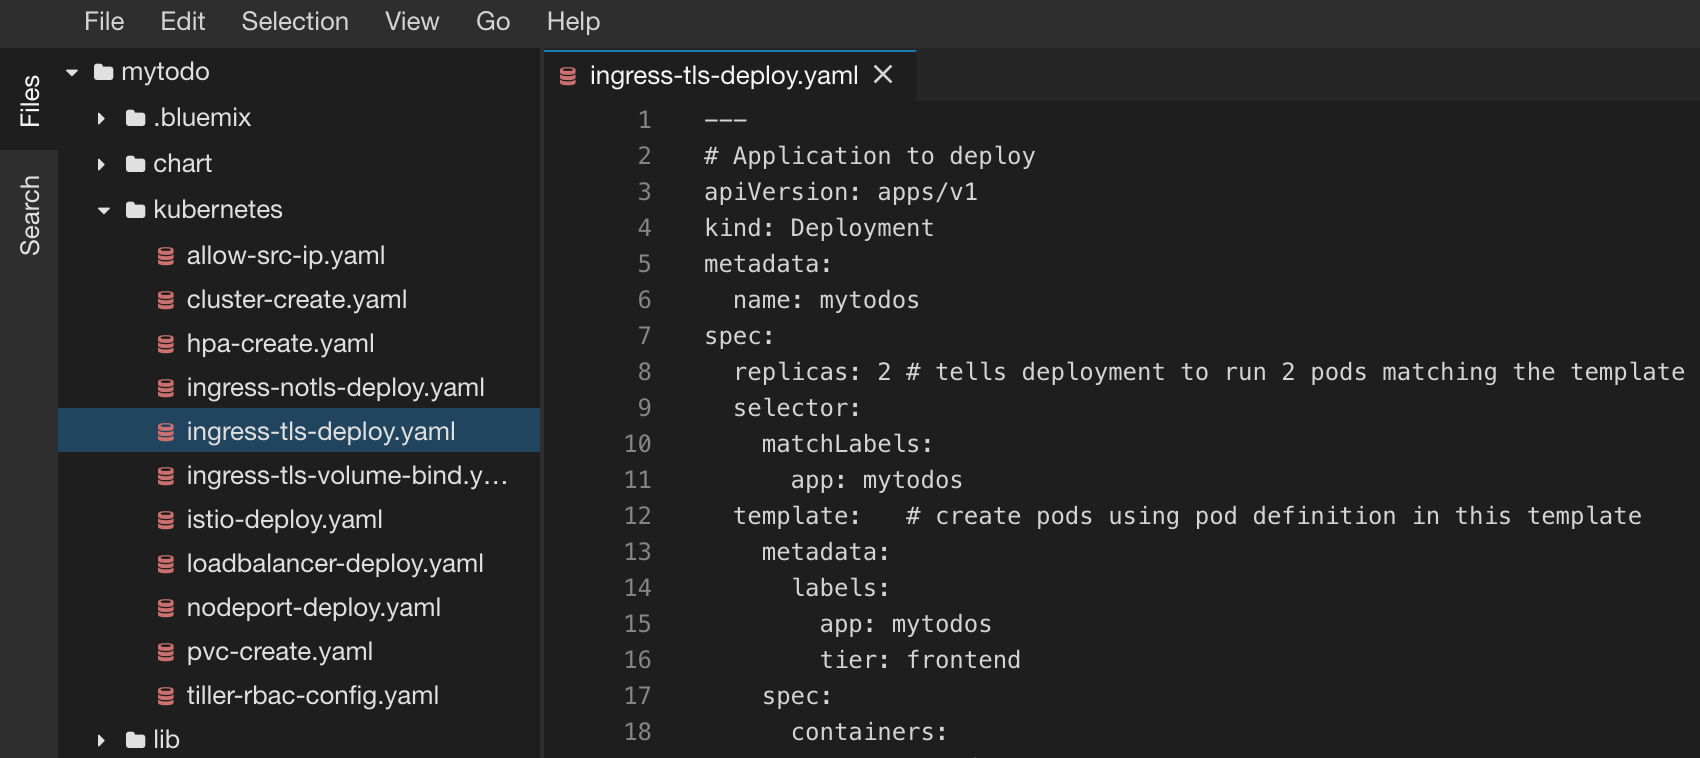 File Edit Selection View Go Help
Files
Search
mytodo
.bluemix
chart
kubernetes
allow-src-ip.yaml
cluster-create.yaml
hpa-create.yaml
ingress-notls-deploy.yaml
ingress-tls-deploy.yaml
ingress-tls-volume-bind.y…
istio-deploy.yaml
loadbalancer-deploy.yaml
nodeport-deploy.yaml
pvc-create.yaml
tiller-rbac-config.yaml
lib
ingress-tls-deploy.yaml
1 ---
2 # Application to deploy
3 apiVersion: apps/v1
4 kind: Deployment
5 metadata:
6   name: mytodos
7 spec:
8   replicas: 2 # tells deployment to run 2 pods matching the template
9   selector:
10     matchLabels:
11       app: mytodos
12   template:   # create pods using pod definition in this template
13     metadata:
14       labels:
15         app: mytodos
16         tier: frontend
17     spec:
18       containers: